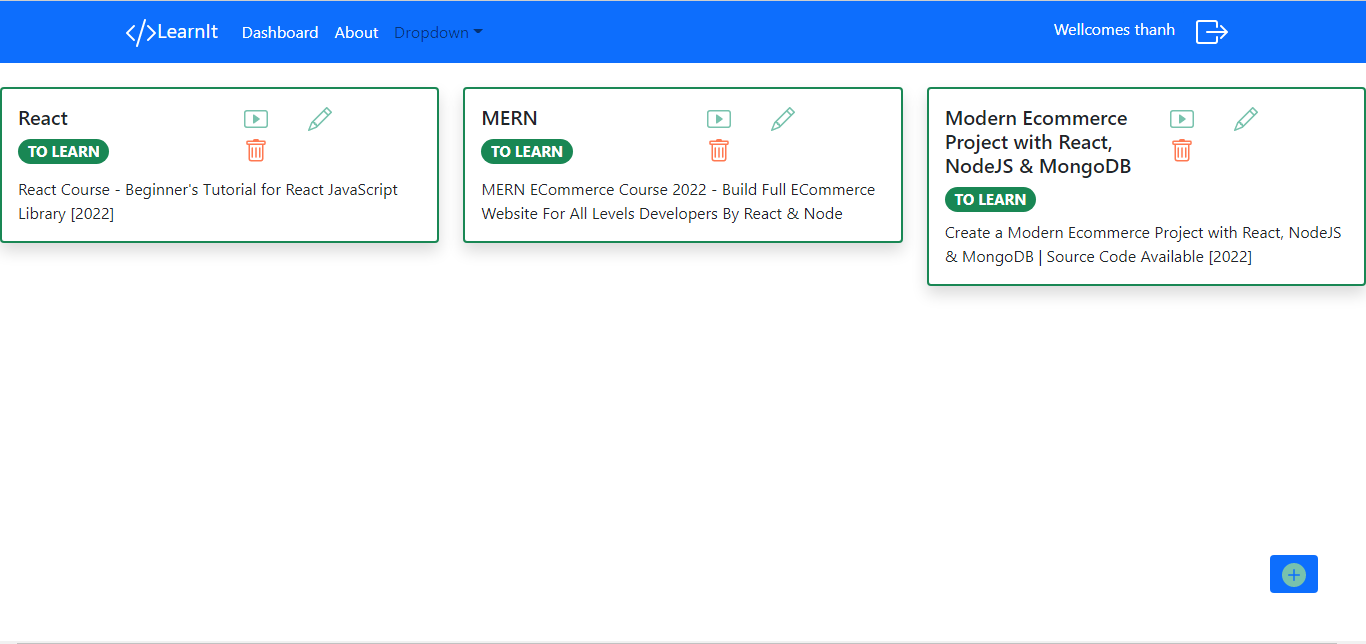 </>LearnIt Dashboard About Dropdown Wellcomes thanh
React
TO LEARN
React Course - Beginner's Tutorial for React JavaScript
Library [2022]
MERN
TO LEARN
MERN ECommerce Course 2022 - Build Full ECommerce
Website For All Levels Developers By React & Node
Modern Ecommerce
Project with React,
NodeJS & MongoDB
TO LEARN
Create a Modern Ecommerce Project with React, NodeJS
& MongoDB | Source Code Available [2022]